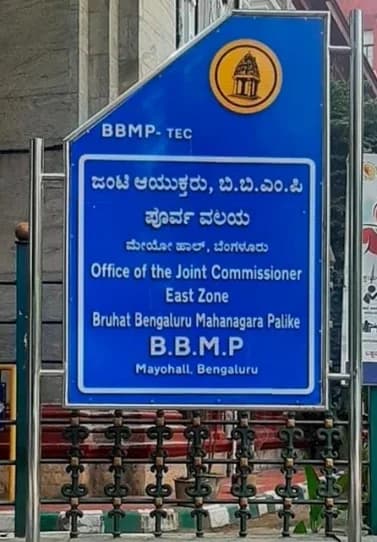 BBMP- TEC
ಜಂಟಿ ಆಯುಕ್ತರು, ಬಿ.ಬಿ.ಎಂ.ಪಿ
ಪೂರ್ವ ವಲಯ
ಮೇಯೋ ಹಾಲ್, ಬೆಂಗಳೂರು
Office of the Joint Commissioner
East Zone
Bruhat Bengaluru Mahanagara Palike
B.B.M.P
Mayohall, Bengaluru